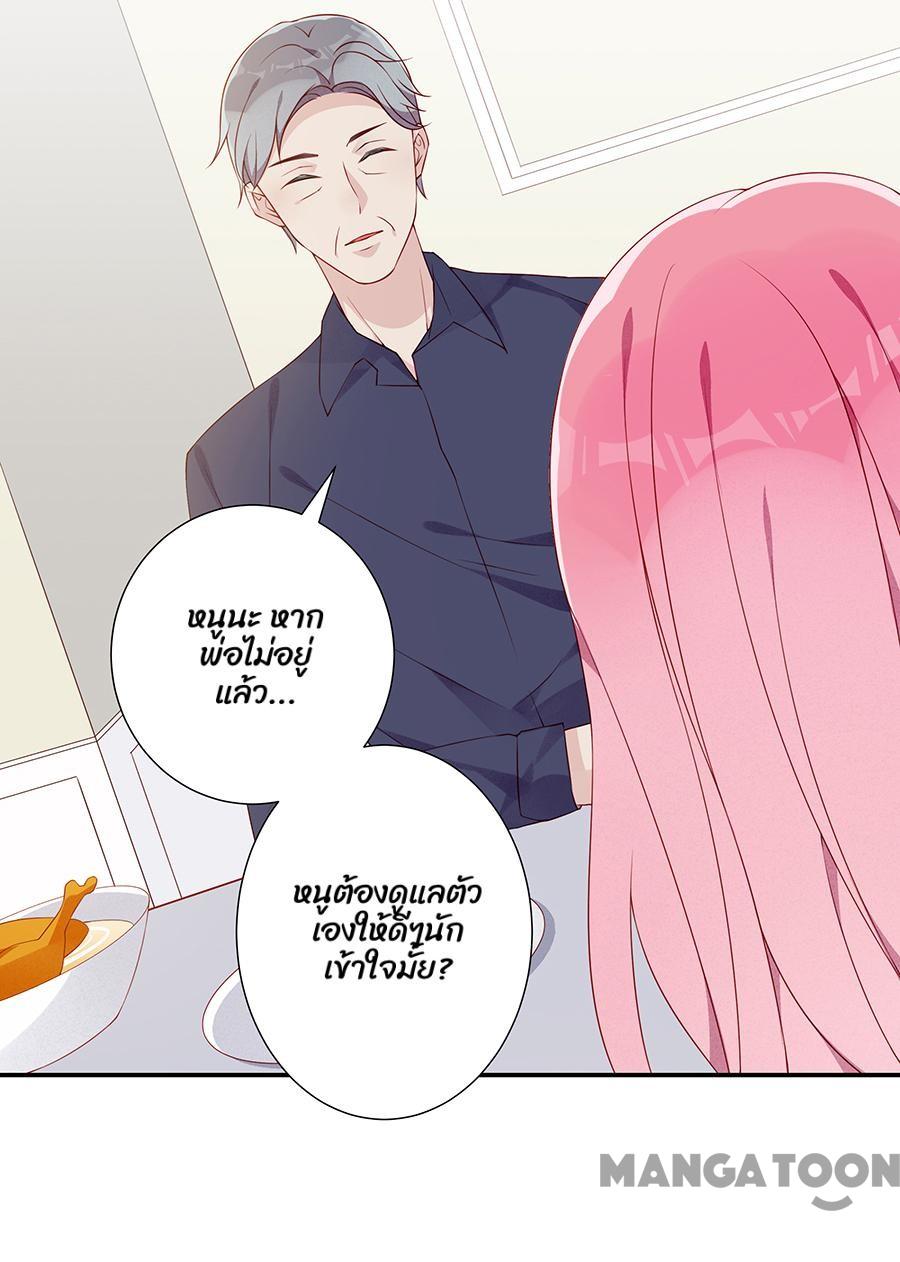 หนูนะ หาก
พ่อไม่อยู่
แล้ว...
หนูต้องดูแลตัว
เองให้ดีๆนัก
เข้าใจมั้ย?
MANGATOON